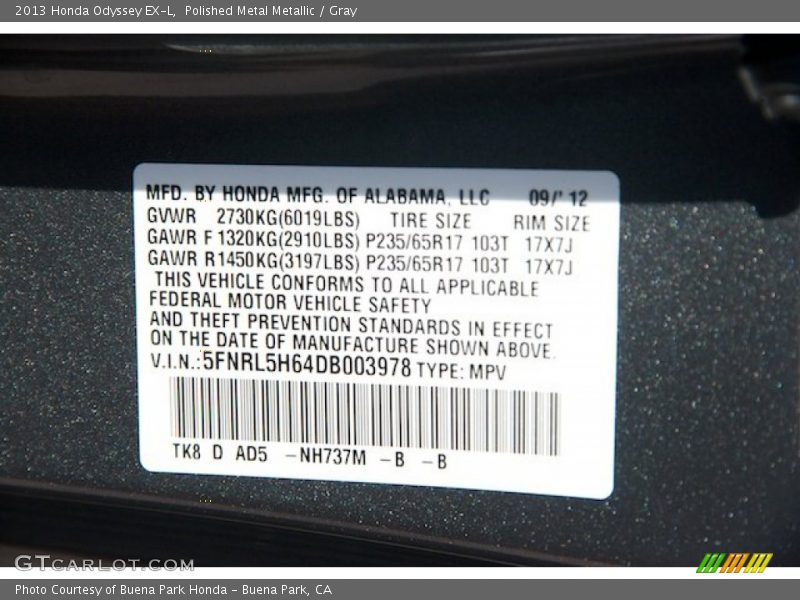 2013 Honda Odyssey EX-L, Polished Metal Metallic / Gray
MFD. BY HONDA MFG. OF ALABAMA, LLC 09/' 12
GVWR 2730KG(6019LBS) TIRE SIZE RIM SIZE
GAWR F 1320KG(2910LBS) P235/65R17 103T 17X7J
GAWR R1450KG(3197LBS) P235/65R17 103T 17X7J
THIS VEHICLE CONFORMS TO ALL APPLICABLE
FEDERAL MOTOR VEHICLE SAFETY
AND THEFT PREVENTION STANDARDS IN EFFECT
ON THE DATE OF MANUFACTURE SHOWN ABOVE.
V.I.N.:5FNRL5H64DB003978 TYPE: MPV
TK8 D AD5 -NH737M -B -B
GTCARLOT.COM
Photo Courtesy of Buena Park Honda - Buena Park, CA